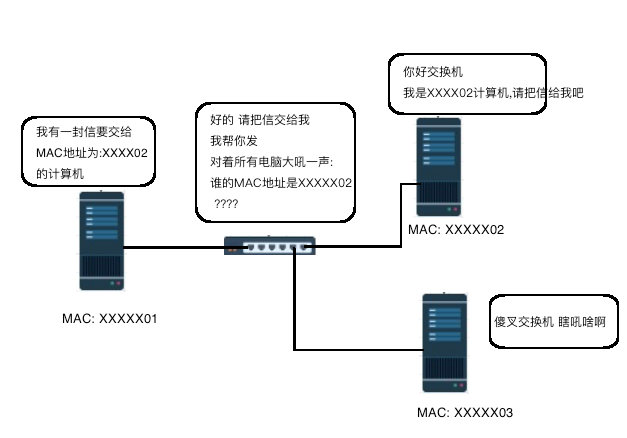 你好交换机
我是XXXX02计算机,请把信给我吧
好的 请把信交给我
我帮你发
对着所有电脑大吼一声:
谁的MAC地址是XXXXX02
????
我有一封信要交给
MAC地址为:XXXX02
的计算机
MAC: XXXXX02
MAC: XXXXX01
傻叉交换机 瞎吼啥啊
MAC: XXXXX03